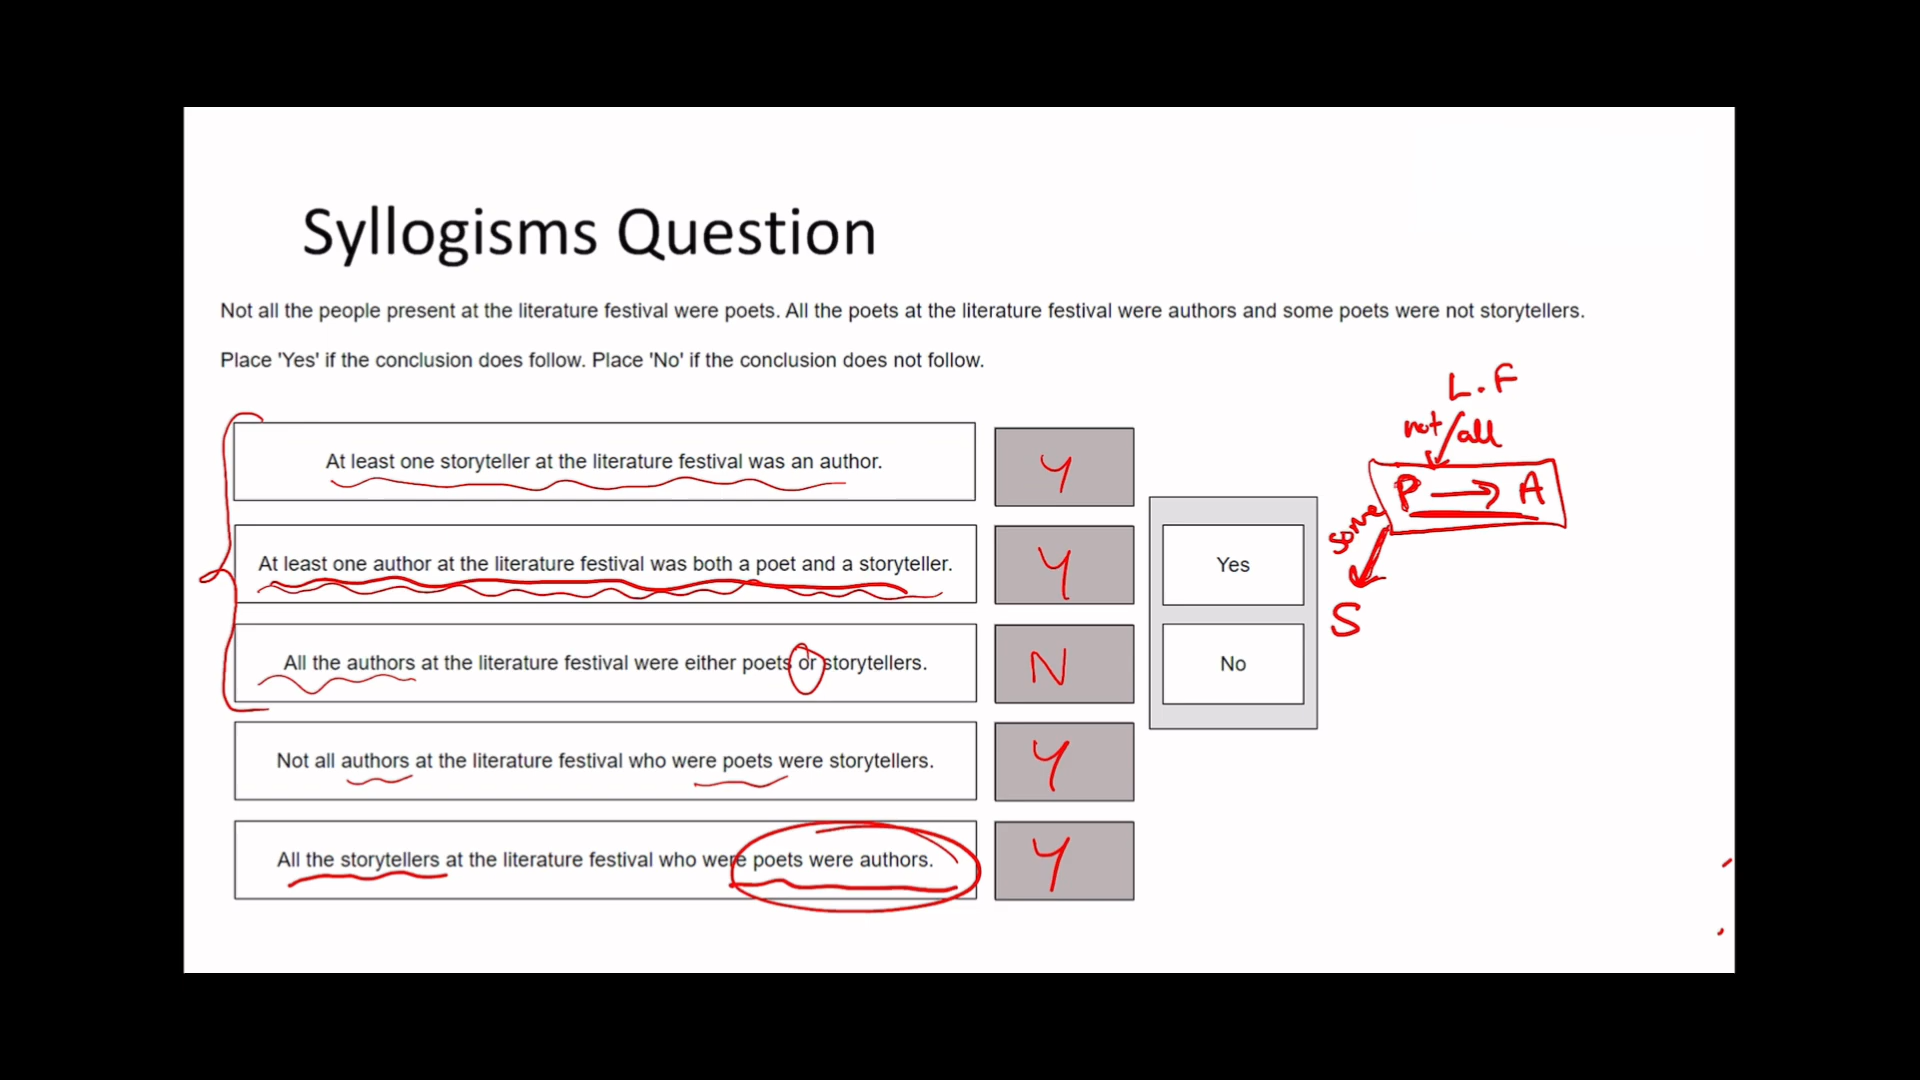 Syllogisms Question
Not all the people present at the literature festival were poets. All the poets at the literature festival were authors and some poets were not storytellers.
Place 'Yes' if the conclusion does follow. Place 'No' if the conclusion does not follow.
At least one storyteller at the literature festival was an author.
Y
At least one author at the literature festival was both a poet and a storyteller.
Y
All the authors at the literature festival were either poets or storytellers.
N
Not all authors at the literature festival who were poets were storytellers.
Y
All the storytellers at the literature festival who were poets were authors.
Y
Yes
No
L.F
not all
P → A
some
S